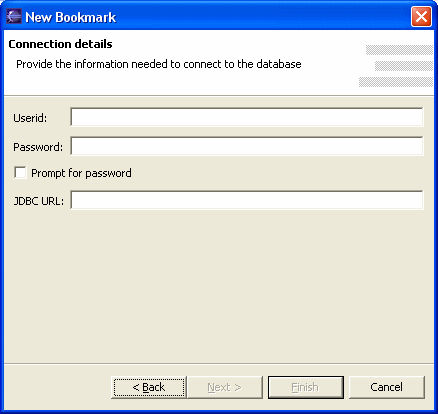 New Bookmark
Connection details
Provide the information needed to connect to the database
Userid:
Password:
Prompt for password
JDBC URL:
< Back Next > Finish Cancel